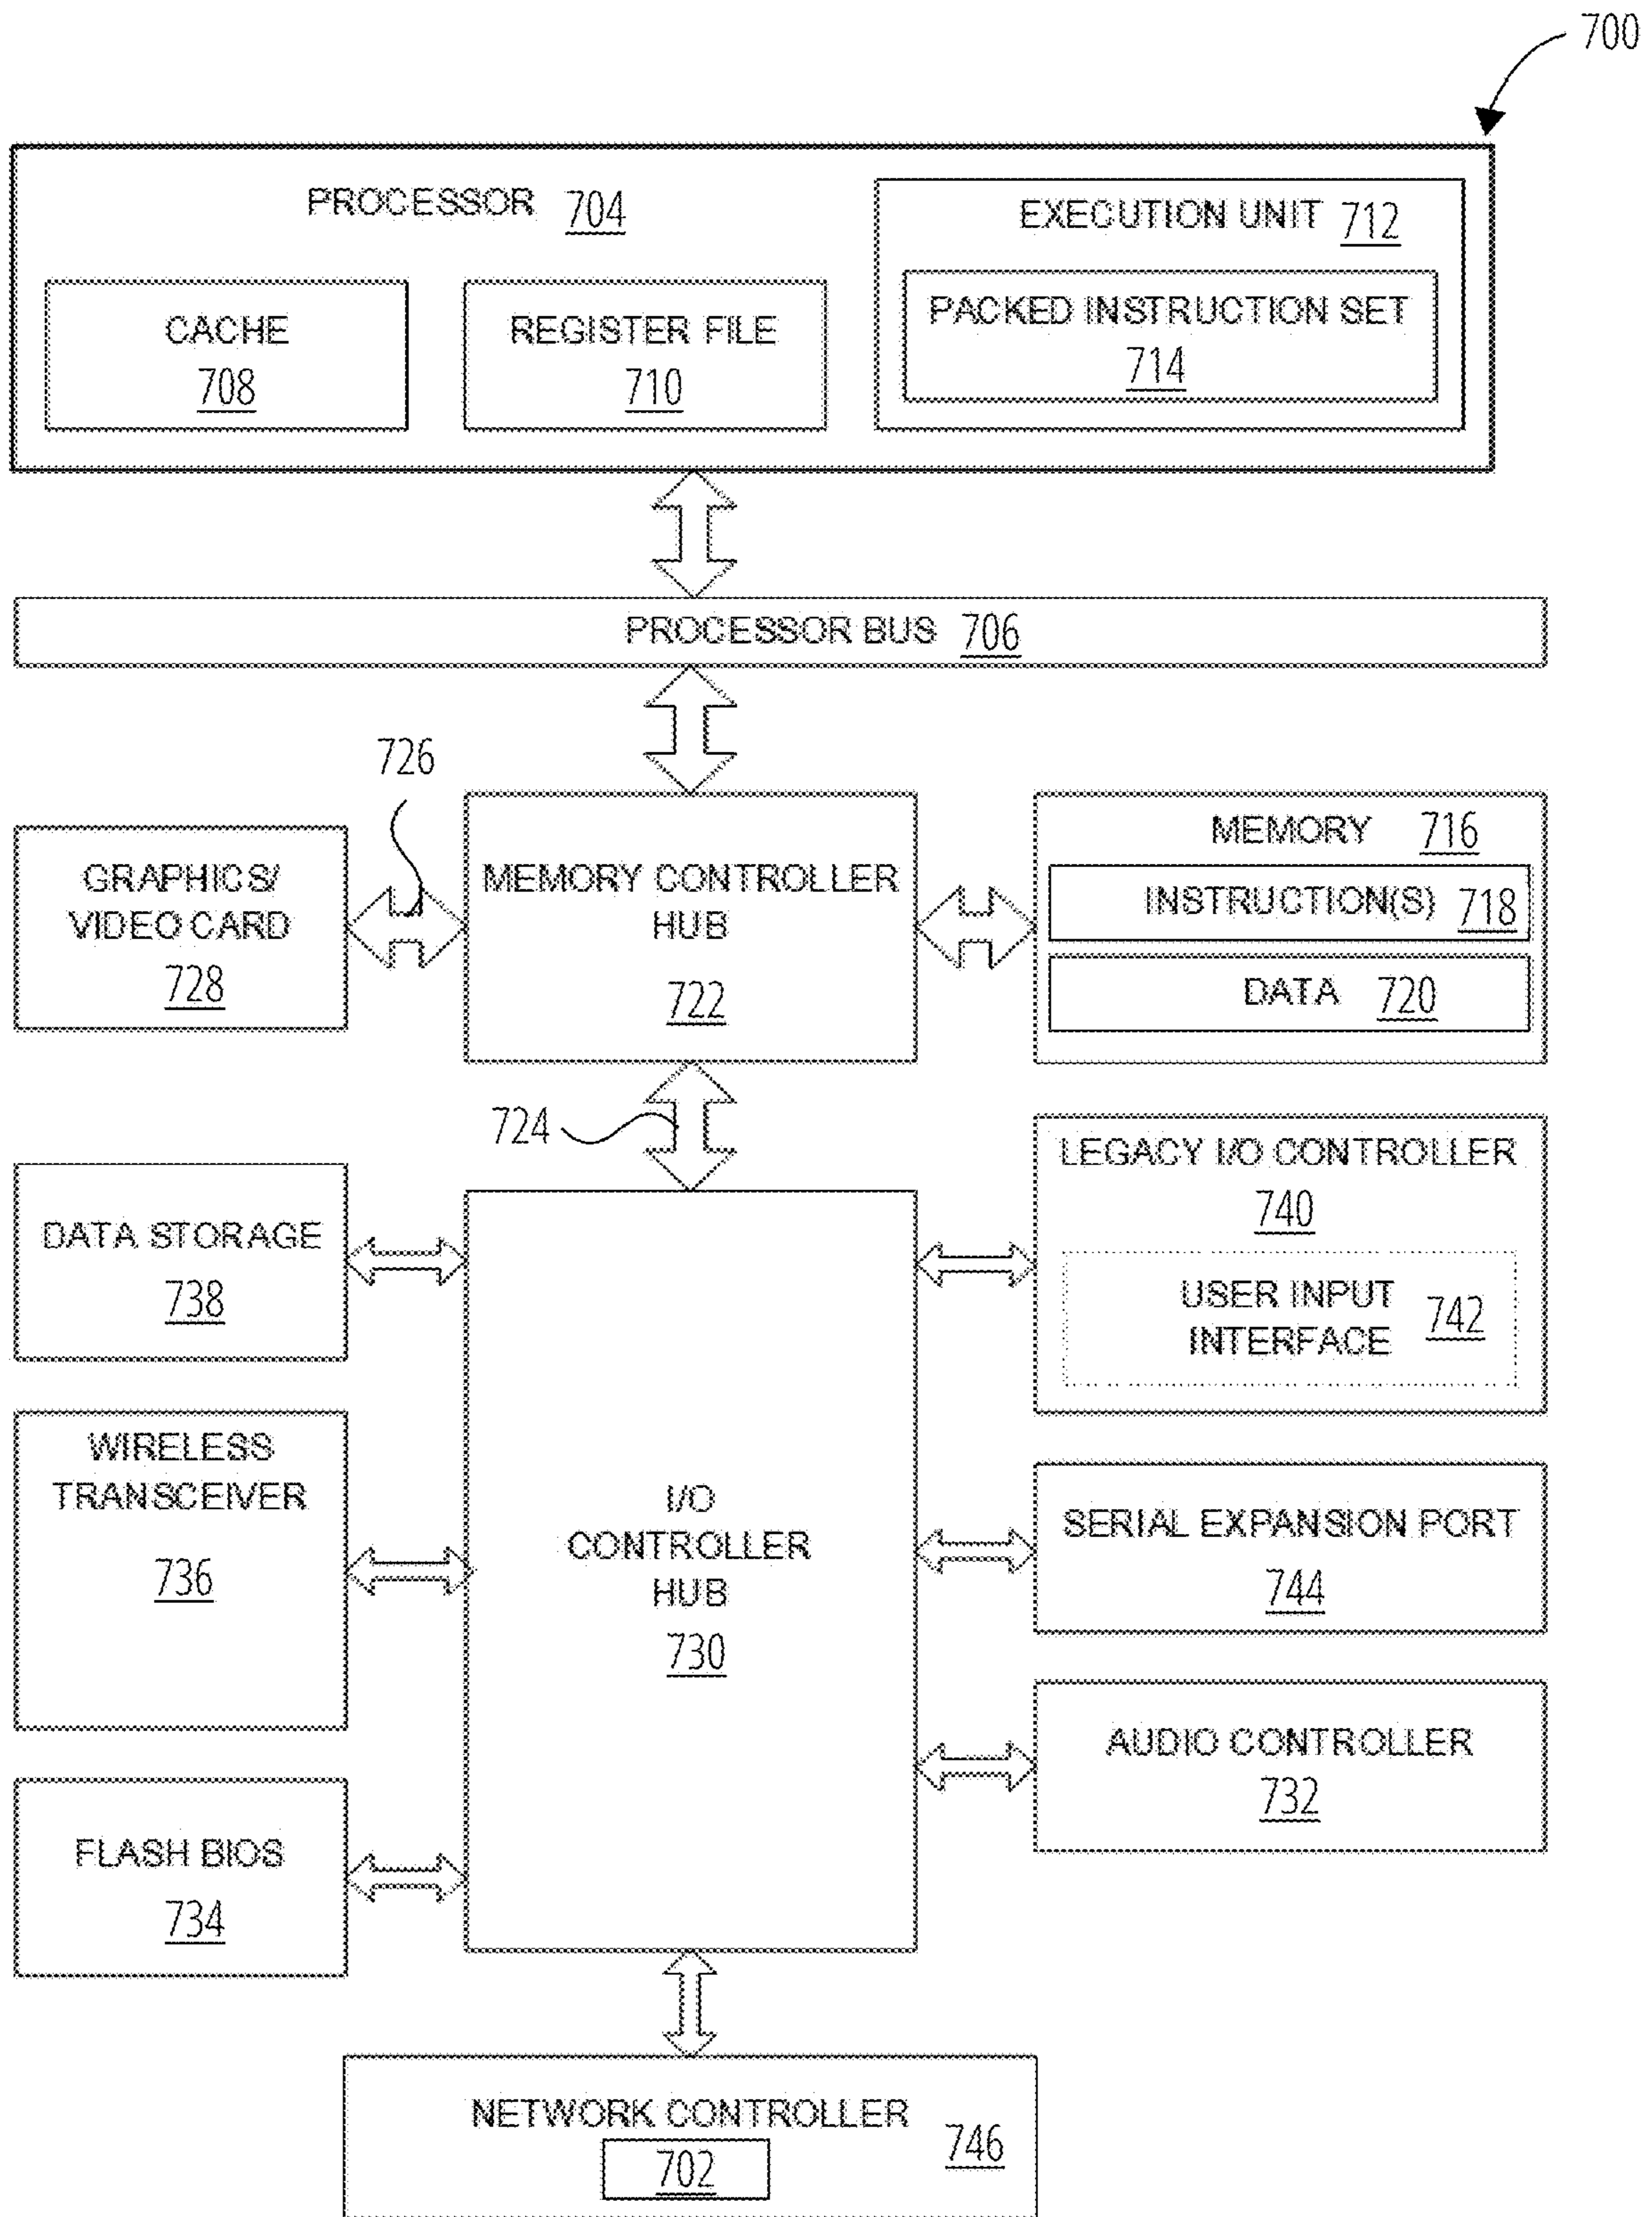 700
PROCESSOR 704
EXECUTION UNIT 712
CACHE
708
REGISTER FILE
710
PACKED INSTRUCTION SET
714
PROCESSOR BUS 706
726
GRAPHICS/
VIDEO CARD
728
MEMORY CONTROLLER
HUB
722
MEMORY 716
INSTRUCTION(S) 718
DATA 720
724
DATA STORAGE
738
LEGACY I/O CONTROLLER
740
USER INPUT
INTERFACE
742
WIRELESS
TRANSCEIVER
736
I/O
CONTROLLER
HUB
730
SERIAL EXPANSION PORT
744
AUDIO CONTROLLER
732
FLASH BIOS
734
NETWORK CONTROLLER
746
702